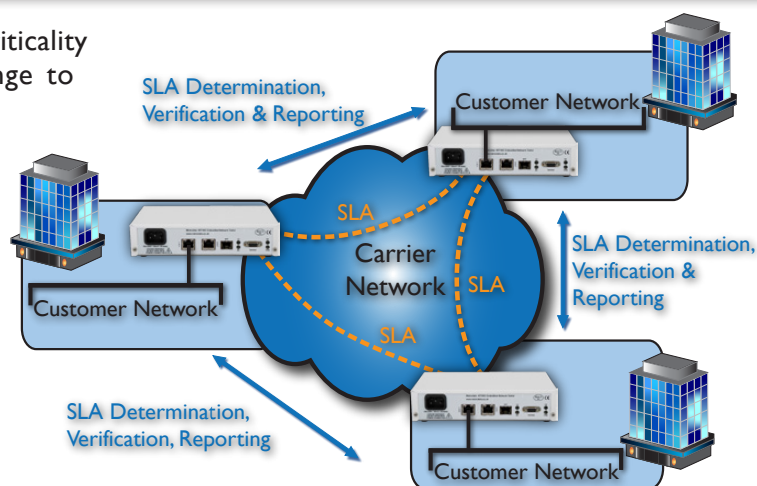 iticality
nge to
SLA Determination,
Verification & Reporting
Customer Network
SLA
Carrier
Network
SLA
SLA Determination,
Verification &
Reporting
Customer Network
SLA
SLA Determination,
Verification, Reporting
Customer Network